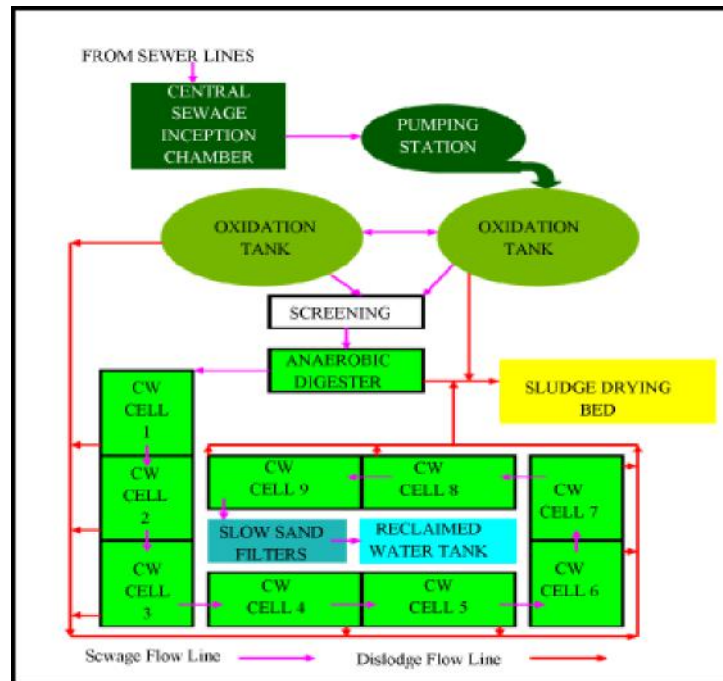 FROM SEWER LINES
CENTRAL
SEWAGE
INCEPTION
CHAMBER
PUMPING
STATION
OXIDATION
TANK
OXIDATION
TANK
SCREENING
ANAEROBIC
DIGESTER
SLUDGE DRYING
BED
CW
CELL
1
CW
CELL
2
CW
CELL
3
CW
CELL 9
CW
CELL 8
CW
CELL 7
SLOW SAND
FILTERS
RECLAIMED
WATER TANK
CW
CELL 4
CW
CELL 5
CW
CELL 6
Sewage Flow Line
Dislodge Flow Line